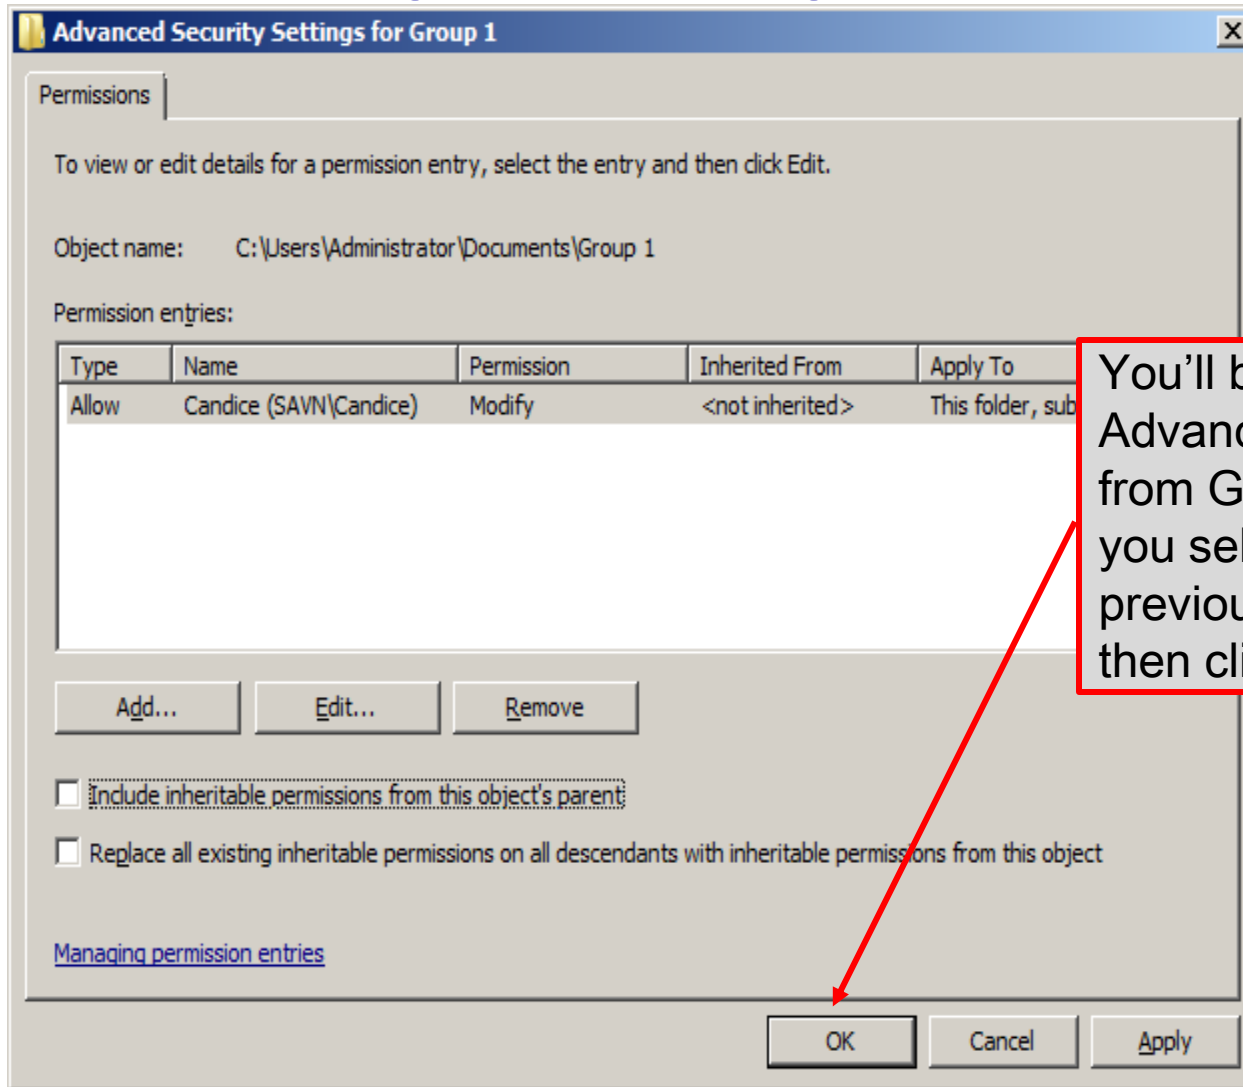 Advanced Security Settings for Group 1
Permissions
To view or edit details for a permission entry, select the entry and then click Edit.
Object name: C:\Users\Administrator\Documents\Group 1
Permission entries:
Type Name Permission Inherited From Apply To
Allow Candice (SAVN\Candice) Modify <not inherited> This folder, sub
You'll b
Advanc
from G
you sel
previou
then cli
Add... Edit... Remove
Include inheritable permissions from this object's parent
Replace all existing inheritable permissions on all descendants with inheritable permissions from this object
Managing permission entries
OK Cancel Apply